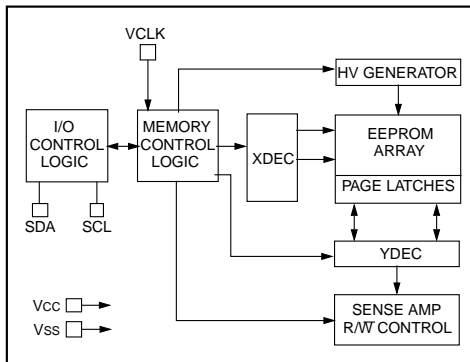 VCLK
HV GENERATOR
I/O
CONTROL
LOGIC
MEMORY
CONTROL
LOGIC
XDEC
EEPROM
ARRAY
PAGE LATCHES
SDA
SCL
YDEC
VCC
VSS
SENSE AMP
R/W̅ CONTROL